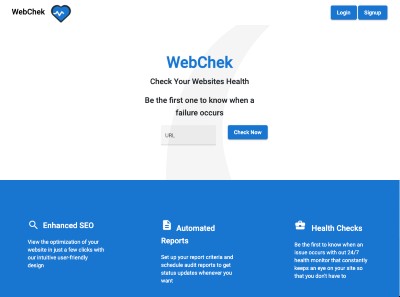 WebChek
Login
Signup
WebChek
Check Your Websites Health
Be the first one to know when a
failure occurs
URL
Check Now
Enhanced SEO
View the optimization of your
website in just a few clicks with
our intuitive user-friendly
design
Automated
Reports
Set up your report criteria and
schedule audit reports to get
status updates whenever you
want
Health Checks
Be the first to know when an
issue occurs with out 24/7
health monitor that constantly
keeps an eye on your site so
that you don't have to